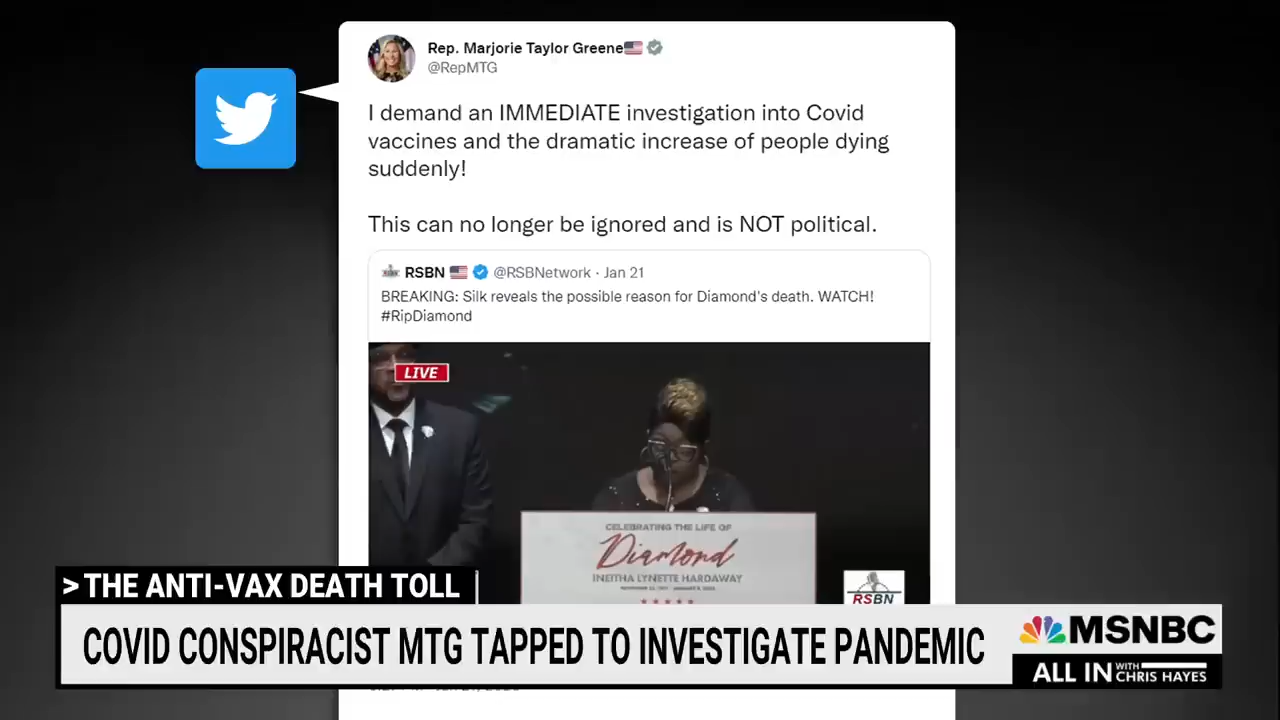 Rep. Marjorie Taylor Greene
@RepMTG
I demand an IMMEDIATE investigation into Covid
vaccines and the dramatic increase of people dying
suddenly!
This can no longer be ignored and is NOT political.
RSBN @RSBNetwork · Jan 21
BREAKING: Silk reveals the possible reason for Diamond's death. WATCH!
#RipDiamond
LIVE
CELEBRATING THE LIFE OF
Diamond
INEITHA LYNETTE HARDAWAY
RSBN
> THE ANTI-VAX DEATH TOLL
COVID CONSPIRACIST MTG TAPPED TO INVESTIGATE PANDEMIC
MSNBC
ALL IN WITH CHRIS HAYES